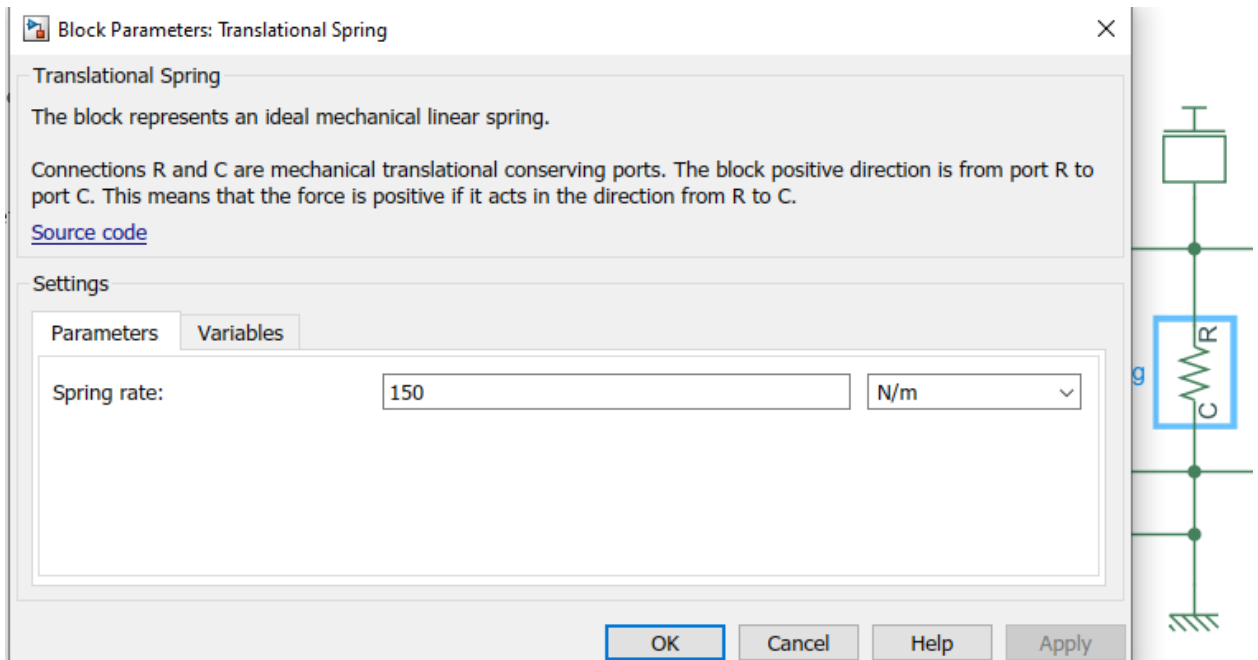 Block Parameters: Translational Spring
Translational Spring
The block represents an ideal mechanical linear spring.
Connections R and C are mechanical translational conserving ports. The block positive direction is from port R to
port C. This means that the force is positive if it acts in the direction from R to C.
Source code
Settings
Parameters Variables
Spring rate: 150 N/m
OK Cancel Help Apply
R
g
C